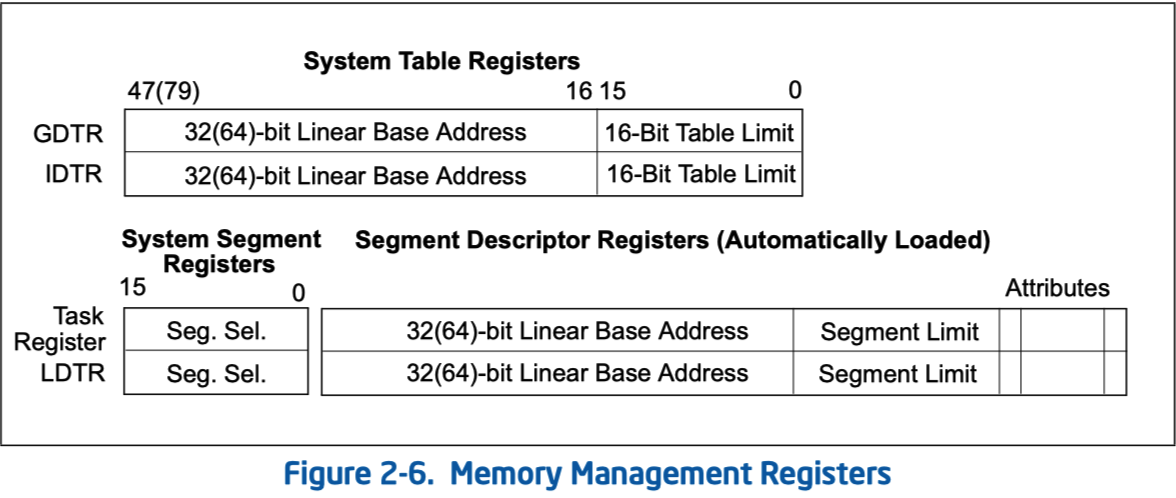 System Table Registers
47(79) 16 15 0
GDTR 32(64)-bit Linear Base Address 16-Bit Table Limit
IDTR 32(64)-bit Linear Base Address 16-Bit Table Limit
System Segment Segment Descriptor Registers (Automatically Loaded)
Registers
15 0 Attributes
Task
Register Seg. Sel. 32(64)-bit Linear Base Address Segment Limit
LDTR Seg. Sel. 32(64)-bit Linear Base Address Segment Limit
Figure 2-6. Memory Management Registers